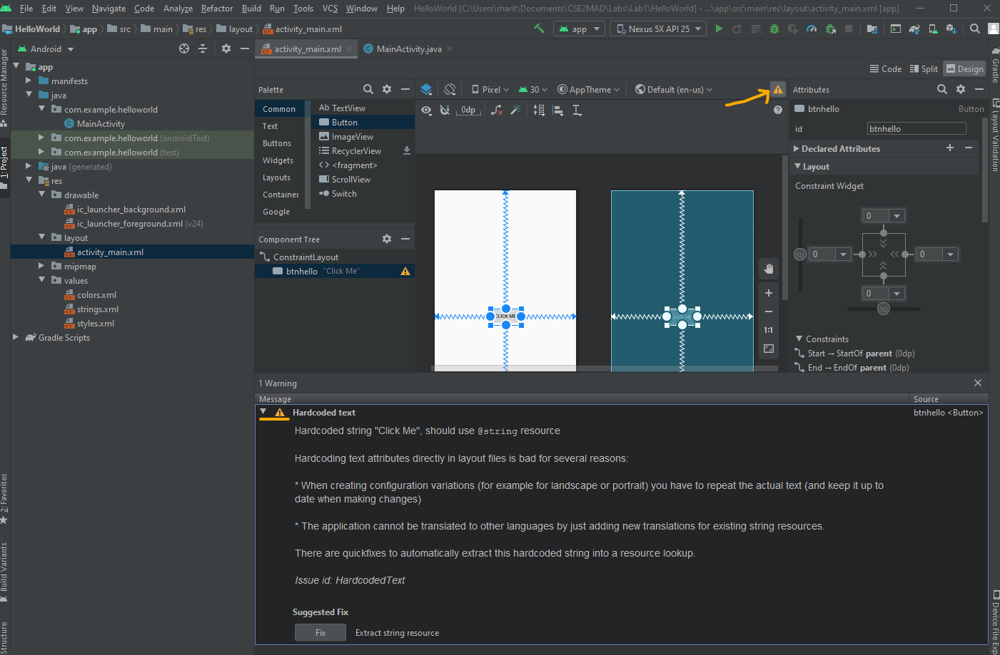 File Edit View Navigate Code Analyze Refactor Build Run Tools VCS Window Help HelloWorld [C:\Users\marit\Documents\CSE2MAD\Labs\Lab1\HelloWorld] - ...\app\src\main\res\layout\activity_main.xml [app]
HelloWorld app src main res layout activity_main.xml app Nexus 5X API 25
Android
activity_main.xml MainActivity.java
Code Split Design
Resource Manager
1: Project
2: Favorites
Build Variants
Structure
app
manifests
java
com.example.helloworld
MainActivity
com.example.helloworld (androidTest)
com.example.helloworld (test)
java (generated)
res
drawable
ic_launcher_background.xml
ic_launcher_foreground.xml (v24)
layout
activity_main.xml
mipmap
values
colors.xml
strings.xml
styles.xml
Gradle Scripts
Palette
Common
Text
Buttons
Widgets
Layouts
Container
Google
Ab TextView
Button
ImageView
RecyclerView
<fragment>
ScrollView
Switch
Component Tree
ConstraintLayout
btnhello "Click Me"
Pixel 30 AppTheme Default (en-us)
0dp
CLICK ME
CLICK ME
1:1
Attributes
btnhello Button
id btnhello
Declared Attributes
Layout
Constraint Widget
0
50 0 0
0
50
Constraints
Start → StartOf parent (0dp)
End → EndOf parent (0dp)
Gradle
Layout Validation
Device File Exp
1 Warning
Message Source
Hardcoded text btnhello <Button>
Hardcoded string "Click Me", should use @string resource
Hardcoding text attributes directly in layout files is bad for several reasons:
* When creating configuration variations (for example for landscape or portrait) you have to repeat the actual text (and keep it up to
date when making changes)
* The application cannot be translated to other languages by just adding new translations for existing string resources.
There are quickfixes to automatically extract this hardcoded string into a resource lookup.
Issue id: HardcodedText
Suggested Fix
Fix Extract string resource